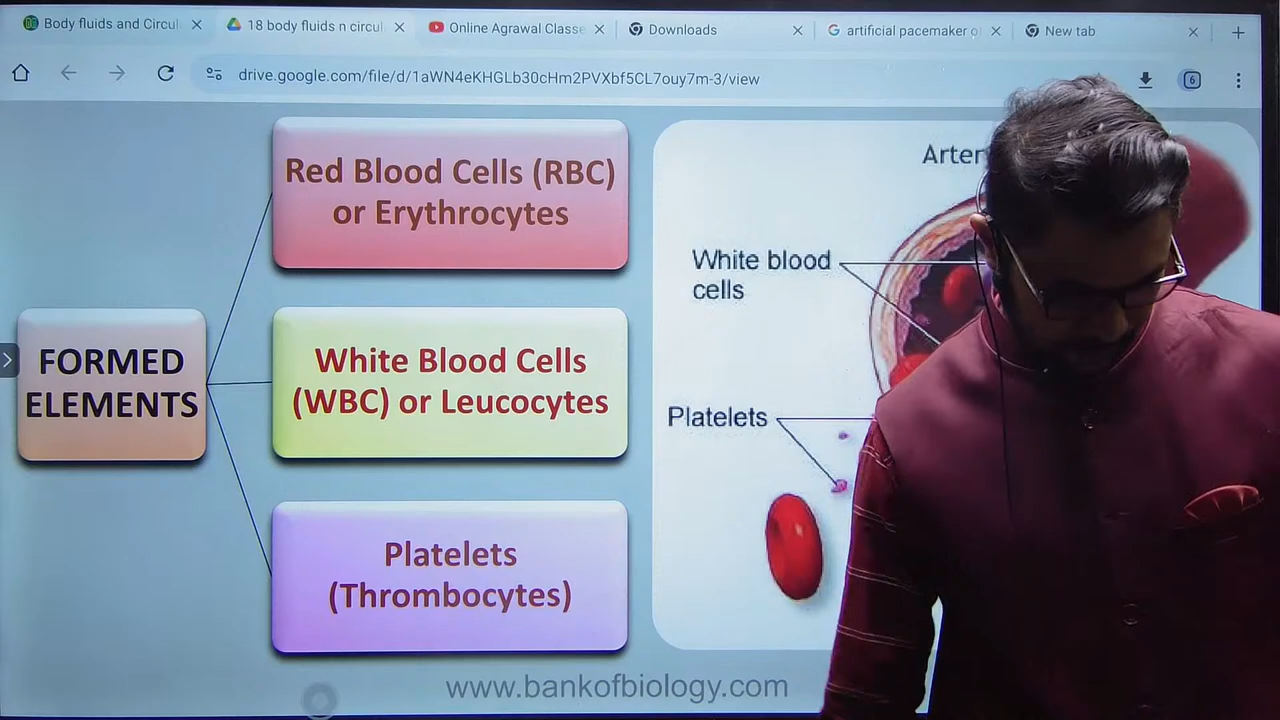 Body fluids and Circul
18 body fluids n circul
Online Agrawal Classe
Downloads
artificial pacemaker o
New tab
drive.google.com/file/d/1aWN4eKHGLb30cHm2PVXbf5CL7ouy7m-3/view
6
FORMED
ELEMENTS
Red Blood Cells (RBC)
or Erythrocytes
White Blood Cells
(WBC) or Leucocytes
Platelets
(Thrombocytes)
Arter
White blood
cells
Platelets
www.bankofbiology.com